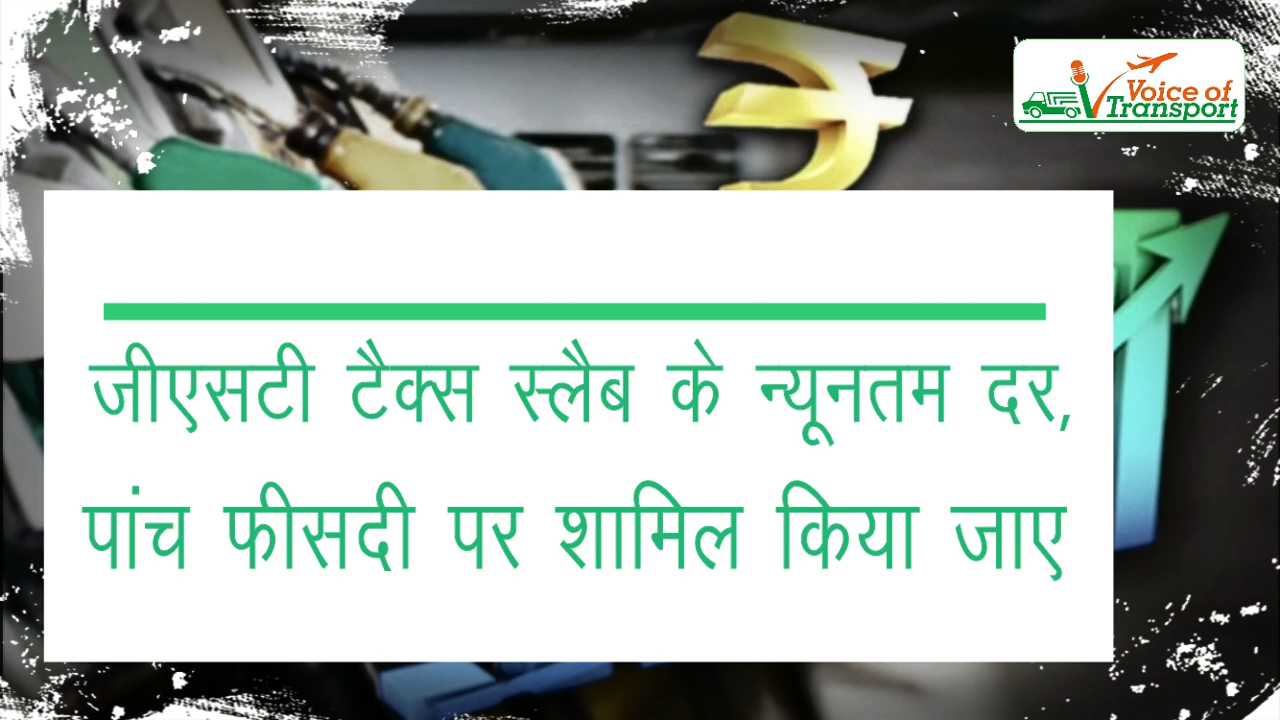 Voice of
Transport
जीएसटी टैक्स स्लैब के न्यूनतम दर,
पांच फीसदी पर शामिल किया जाए